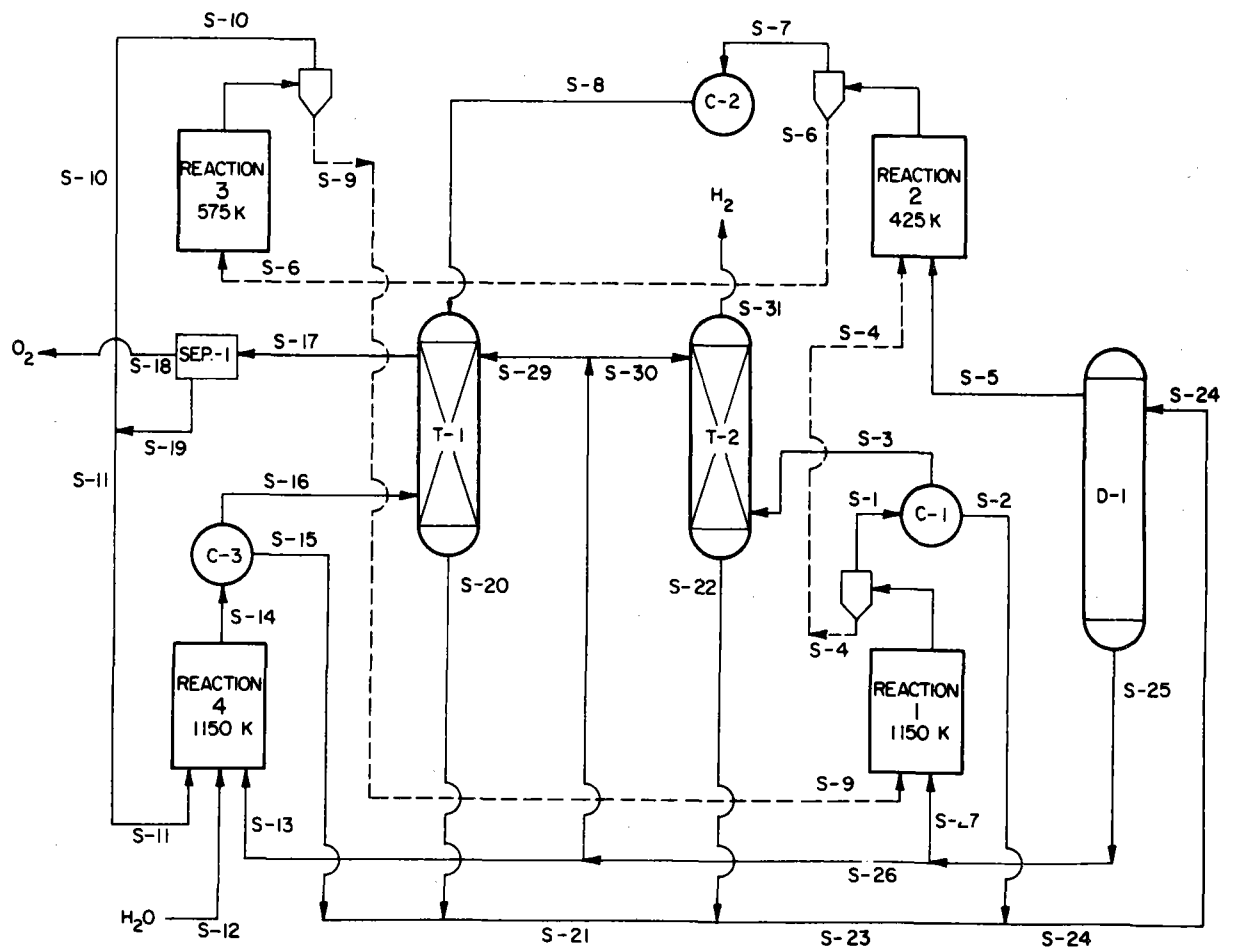 S-10
S-7
S-8
C-2
S-6
S-10
REACTION
3
575 K
S-9
REACTION
2
425 K
H2
S-6
S-31
S-4
O2
S-18
SEP.-1
S-17
S-29
S-30
S-5
S-24
T-1
T-2
S-3
S-19
S-11
S-16
S-1
S-2
C-1
D-1
C-3
S-15
S-20
S-22
S-14
S-4
S-25
REACTION
4
1150 K
REACTION
1
1150 K
S-9
S-11
S-13
S-26
H2O
S-12
S-21
S-23
S-24